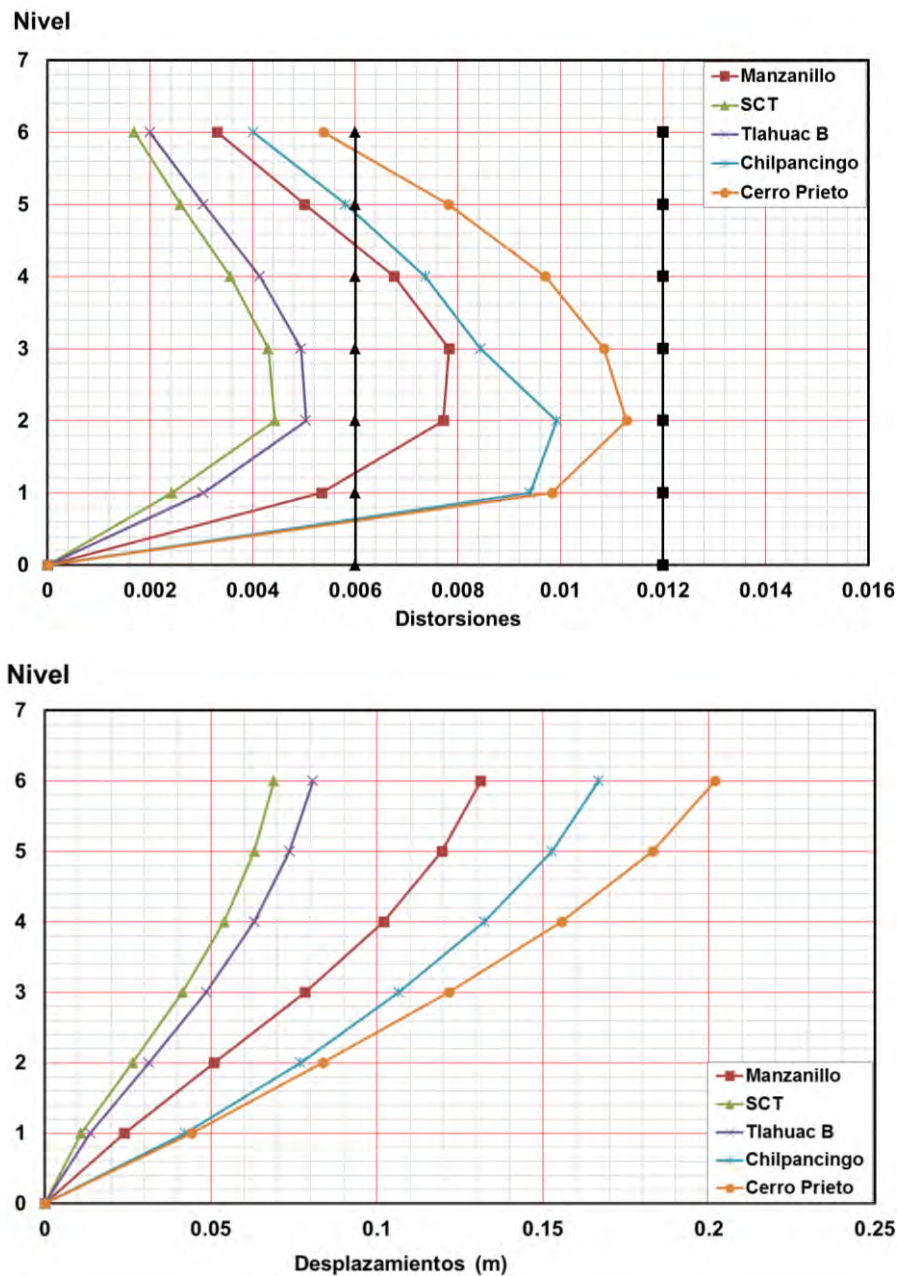 Nivel
7
6
5
4
3
2
1
0
0
0.002
0.004
0.006
0.008
0.01
0.012
0.014
0.016
Distorsiones
Manzanillo
SCT
Tlahuac B
Chilpancingo
Cerro Prieto
Nivel
7
6
5
4
3
2
1
0
0
0.05
0.1
0.15
0.2
0.25
Desplazamientos (m)
Manzanillo
SCT
Tlahuac B
Chilpancingo
Cerro Prieto